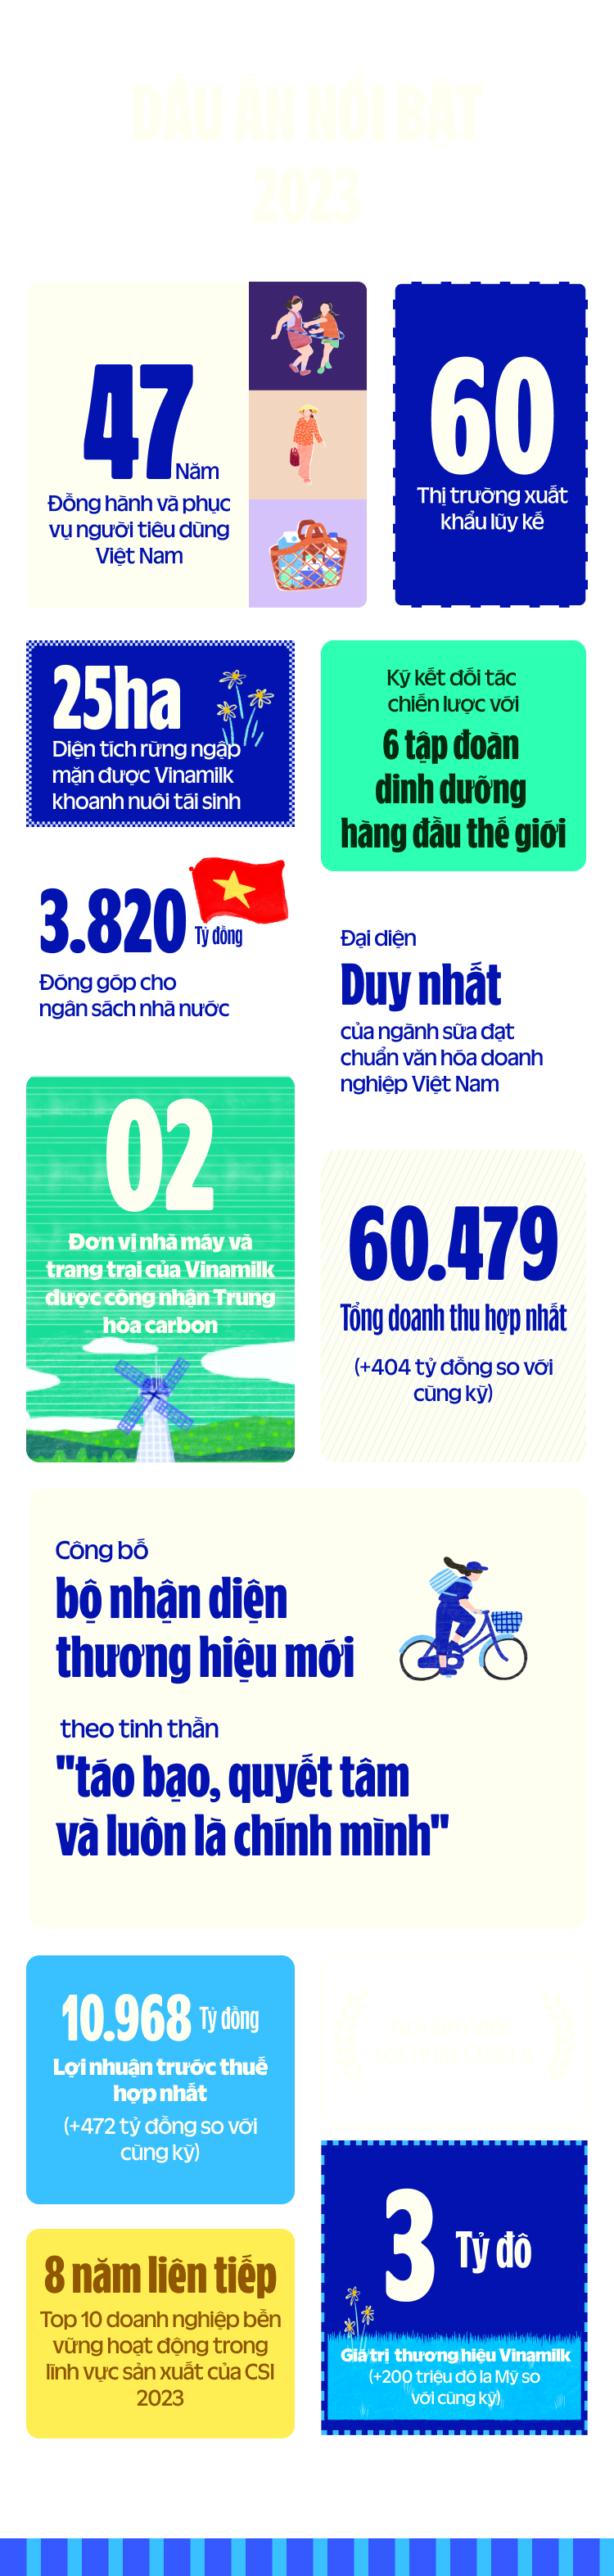 DẤU ẤN NỔI BẬT
2023
47 Năm
Đồng hành và phục
vụ người tiêu dùng
Việt Nam
60
Thị trường xuất
khẩu lũy kế
25ha
Diện tích rừng ngập
mặn được Vinamilk
khoanh nuôi tái sinh
Ký kết đối tác
chiến lược với
6 tập đoàn
dinh dưỡng
hàng đầu thế giới
3.820 Tỷ đồng
Đóng góp cho
ngân sách nhà nước
Đại diện
Duy nhất
của ngành sữa đạt
chuẩn văn hóa doanh
nghiệp Việt Nam
02
Đơn vị nhà máy và
trang trại của Vinamilk
được công nhận Trung
hòa carbon
60.479
Tổng doanh thu hợp nhất
(+404 tỷ đồng so với
cùng kỳ)
Công bố
bộ nhận diện
thương hiệu mới
theo tinh thần
"táo bạo, quyết tâm
và luôn là chính mình"
10.968 Tỷ đồng
Lợi nhuận trước thuế
hợp nhất
(+472 tỷ đồng so với
cùng kỳ)
3 Tỷ đô
Giá trị thương hiệu Vinamilk
(+200 triệu đô la Mỹ so
với cùng kỳ)
8 năm liên tiếp
Top 10 doanh nghiệp bền
vững hoạt động trong
lĩnh vực sản xuất của CSI
2023